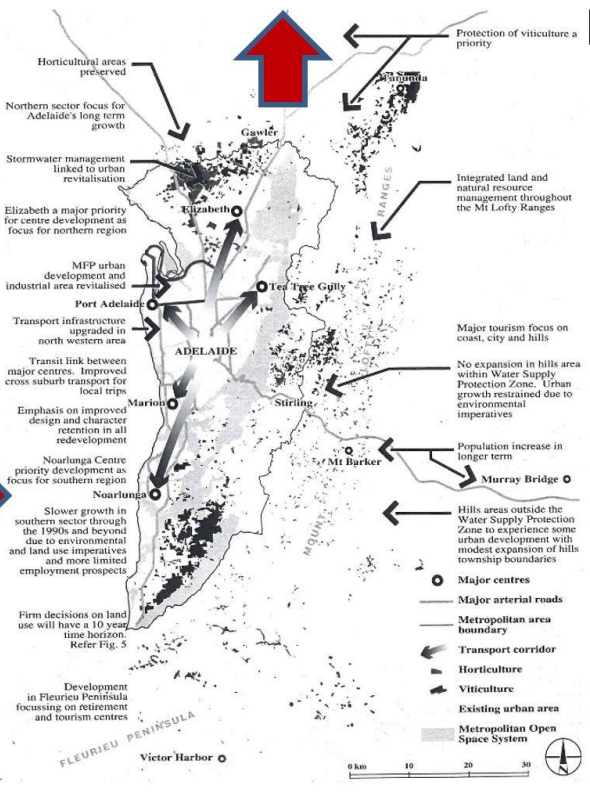 Protection of viticulture a
priority
Horticultural areas
preserved
Tanunda
Northern sector focus for
Adelaide's long term
growth
Gawler
Stormwater management
linked to urban
revitalisation
RANGES
Integrated land and
natural resource
management throughout
the Mt Lofty Ranges
Elizabeth a major priority
for centre development as
focus for northern region
Elizabeth
MFP urban
development and
industrial area revitalised
Tea Tree Gully
Port Adelaide
Transport infrastructure
upgraded in
north western area
Major tourism focus on
coast, city and hills
ADELAIDE
Transit link between
major centres. Improved
cross suburb transport for
local trips
No expansion in hills area
within Water Supply
Protection Zone. Urban
growth restrained due to
environmental
imperatives
Marion
Stirling
Emphasis on improved
design and character
retention in all
redevelopment
Population increase in
longer term
Mt Barker
Murray Bridge
Noarlunga Centre
priority development as
focus for southern region
Noarlunga
Slower growth in
southern sector through
the 1990s and beyond
due to environmental
and land use imperatives
and more limited
employment prospects
MOUNT
Hills areas outside the
Water Supply Protection
Zone to experience some
urban development with
modest expansion of hills
township boundaries
Major centres
Major arterial roads
Metropolitan area
boundary
Transport corridor
Horticulture
Viticulture
Existing urban area
Metropolitan Open
Space System
Firm decisions on land
use will have a 10 year
time horizon.
Refer Fig. 5
Development
in Fleurieu Peninsula
focussing on retirement
and tourism centres
FLEURIEU PENINSULA
Victor Harbor
0 km 10 20 30
N